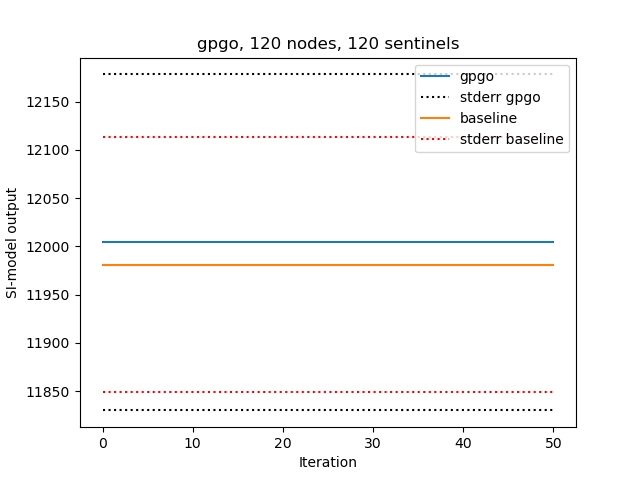 gpgo, 120 nodes, 120 sentinels
gpgo
stderr gpgo
baseline
stderr baseline
SI-model output
12150
12100
12050
12000
11950
11900
11850
0 10 20 30 40 50
Iteration